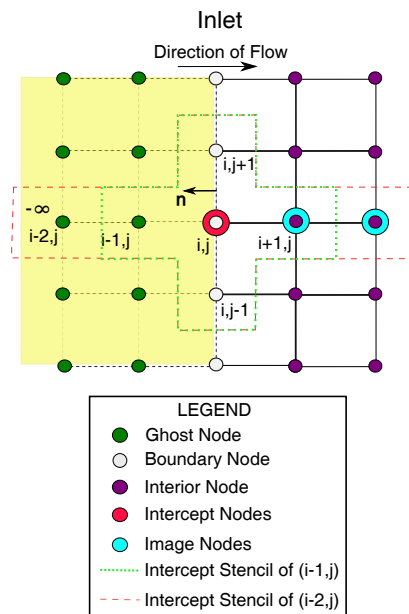 Inlet
Direction of Flow
i,j+1
n
-∞
i-2,j
i-1,j
i,j
i+1,j
i,j-1
LEGEND
Ghost Node
Boundary Node
Interior Node
Intercept Nodes
Image Nodes
Intercept Stencil of (i-1,j)
Intercept Stencil of (i-2,j)